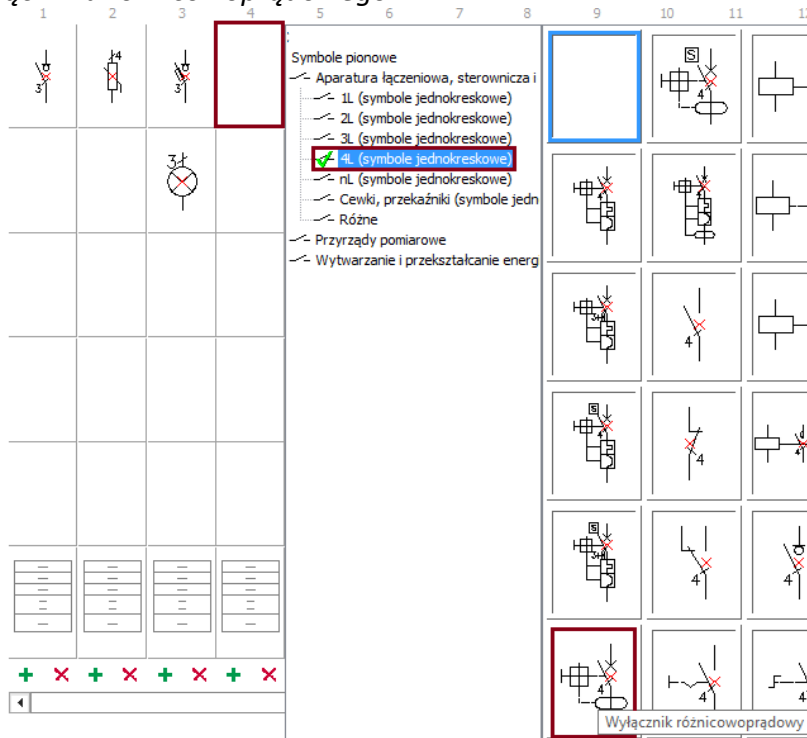 1 2 3 4 5 6 7 8 9 10 11
Symbole pionowe
Aparatura łączeniowa, sterownicza i
1L (symbole jednokreskowe)
2L (symbole jednokreskowe)
3L (symbole jednokreskowe)
4L (symbole jednokreskowe)
nL (symbole jednokreskowe)
Cewki, przekaźniki (symbole jedn
Różne
Przyrządy pomiarowe
Wytwarzanie i przekształcanie energ
Wyłącznik różnicowoprądowy